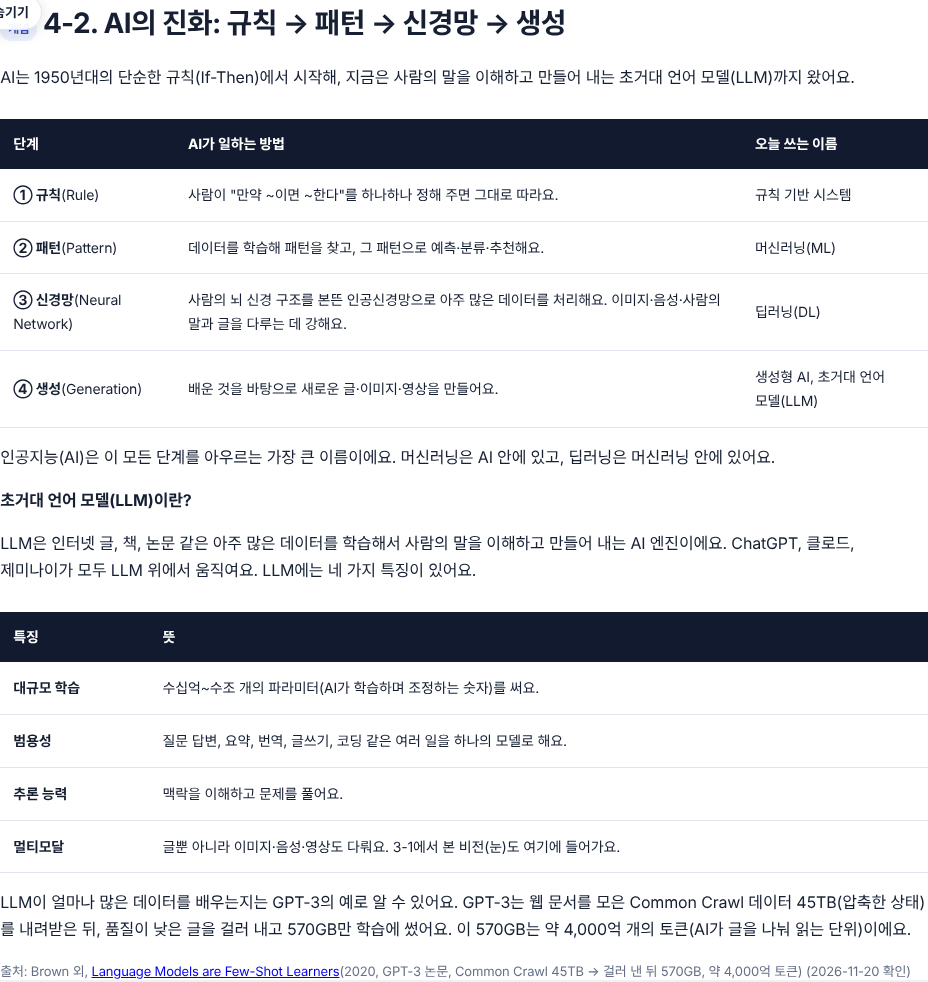 숨기기
개념 4-2. AI의 진화: 규칙 → 패턴 → 신경망 → 생성
AI는 1950년대의 단순한 규칙(If-Then)에서 시작해, 지금은 사람의 말을 이해하고 만들어 내는 초거대 언어 모델(LLM)까지 왔어요.
단계 AI가 일하는 방법 오늘 쓰는 이름
① 규칙(Rule) 사람이 "만약 ~이면 ~한다"를 하나하나 정해 주면 그대로 따라요. 규칙 기반 시스템
② 패턴(Pattern) 데이터를 학습해 패턴을 찾고, 그 패턴으로 예측·분류·추천해요. 머신러닝(ML)
③ 신경망(Neural
Network)
사람의 뇌 신경 구조를 본뜬 인공신경망으로 아주 많은 데이터를 처리해요. 이미지·음성·사람의
말과 글을 다루는 데 강해요.
딥러닝(DL)
④ 생성(Generation) 배운 것을 바탕으로 새로운 글·이미지·영상을 만들어요.
생성형 AI, 초거대 언어
모델(LLM)
인공지능(AI)은 이 모든 단계를 아우르는 가장 큰 이름이에요. 머신러닝은 AI 안에 있고, 딥러닝은 머신러닝 안에 있어요.
초거대 언어 모델(LLM)이란?
LLM은 인터넷 글, 책, 논문 같은 아주 많은 데이터를 학습해서 사람의 말을 이해하고 만들어 내는 AI 엔진이에요. ChatGPT, 클로드,
제미나이가 모두 LLM 위에서 움직여요. LLM에는 네 가지 특징이 있어요.
특징 뜻
대규모 학습 수십억~수조 개의 파라미터(AI가 학습하며 조정하는 숫자)를 써요.
범용성 질문 답변, 요약, 번역, 글쓰기, 코딩 같은 여러 일을 하나의 모델로 해요.
추론 능력 맥락을 이해하고 문제를 풀어요.
멀티모달 글뿐 아니라 이미지·음성·영상도 다뤄요. 3-1에서 본 비전(눈)도 여기에 들어가요.
LLM이 얼마나 많은 데이터를 배우는지는 GPT-3의 예로 알 수 있어요. GPT-3는 웹 문서를 모은 Common Crawl 데이터 45TB(압축한 상태)
를 내려받은 뒤, 품질이 낮은 글을 걸러 내고 570GB만 학습에 썼어요. 이 570GB는 약 4,000억 개의 토큰(AI가 글을 나눠 읽는 단위)이에요.
출처: Brown 외, Language Models are Few-Shot Learners(2020, GPT-3 논문, Common Crawl 45TB → 걸러 낸 뒤 570GB, 약 4,000억 토큰) (2026-11-20 확인)